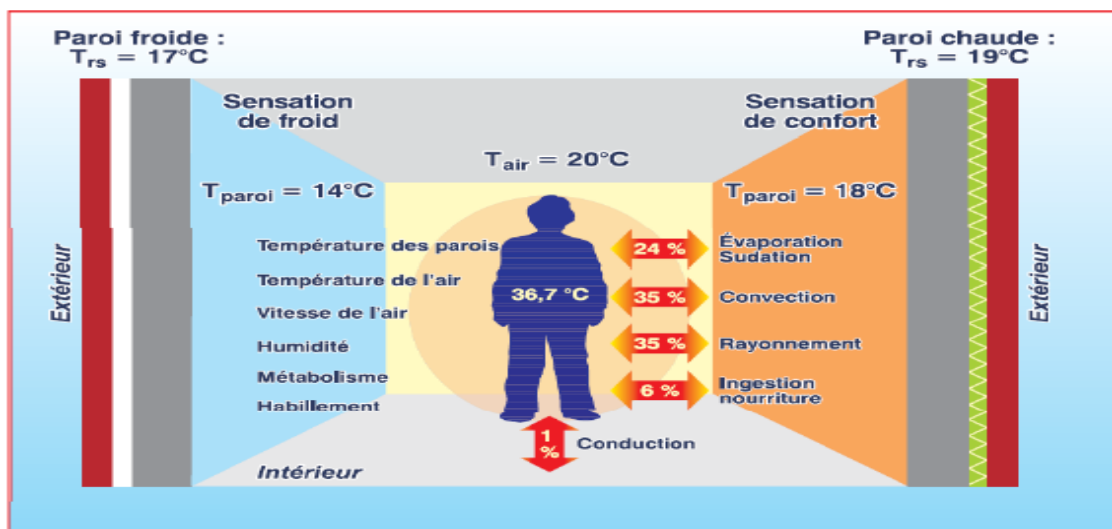 Paroi froide :
Trs = 17°C
Paroi chaude :
Trs = 19°C
Sensation
de froid
Sensation
de confort
Tair = 20°C
Tparoi = 14°C
Tparoi = 18°C
Extérieur
Température des parois
Température de l'air
Vitesse de l'air
Humidité
Métabolisme
Habillement
36,7 °C
24 %
Évaporation
Sudation
35 %
Convection
35 %
Rayonnement
6 %
Ingestion
nourriture
1
%
Conduction
Intérieur
Extérieur